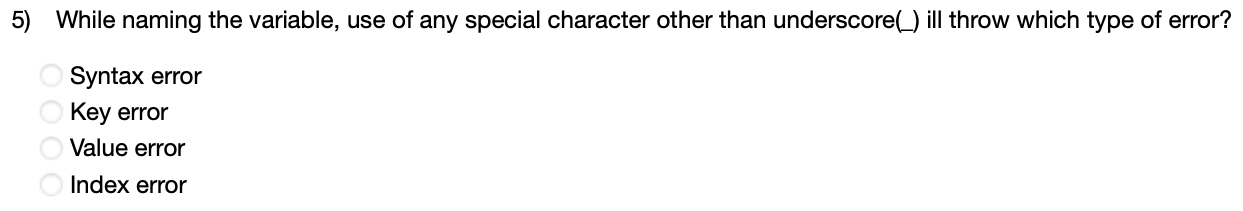 5) While naming the variable, use of any special character other than underscore(_) ill throw which type of error?
Syntax error
Key error
Value error
Index error